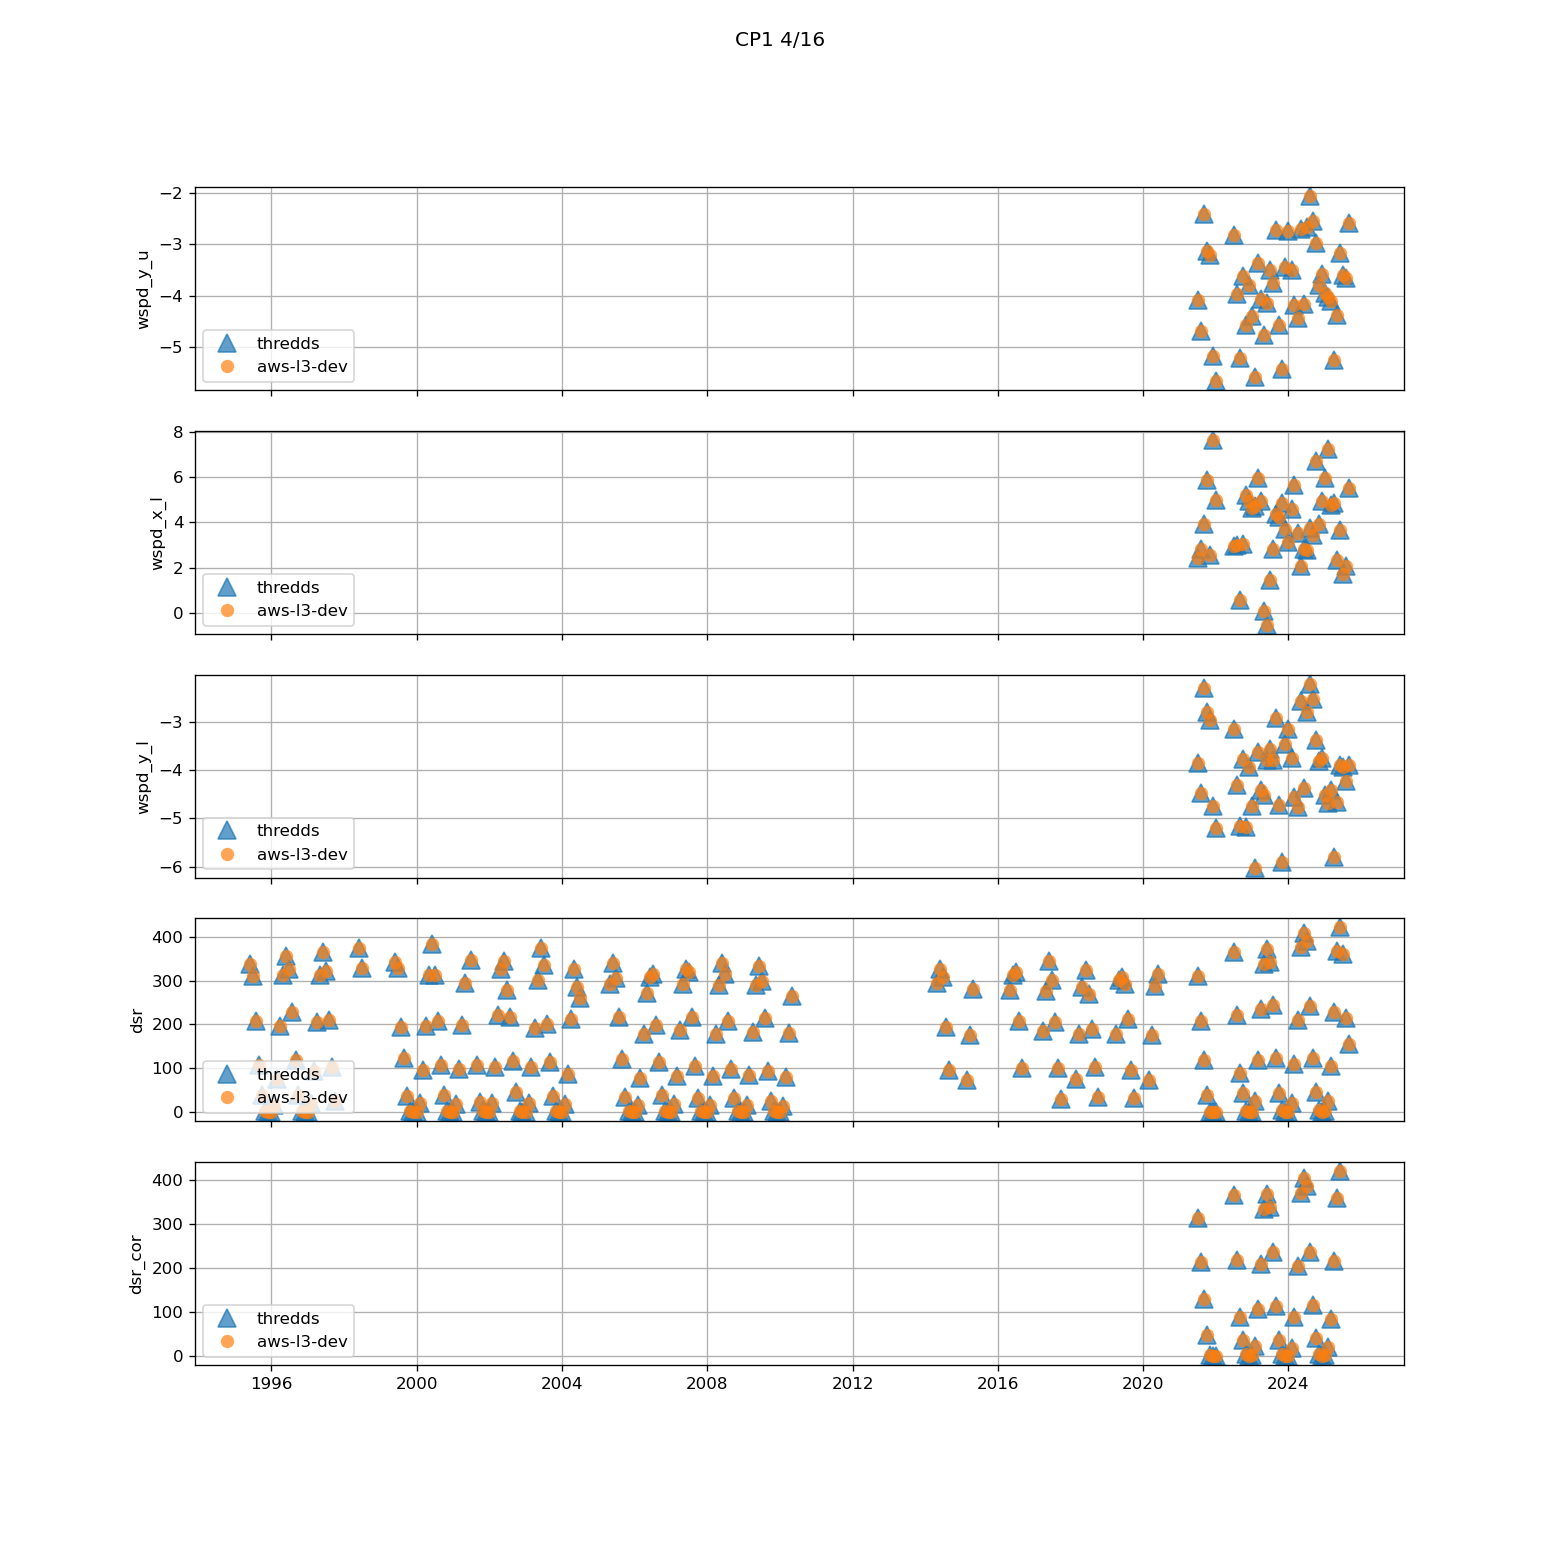 CP1 4/16
−2
−3
−4
−5
wspd_y_u
thredds
aws-l3-dev
8
6
4
2
0
wspd_x_l
thredds
aws-l3-dev
−3
−4
−5
−6
wspd_y_l
thredds
aws-l3-dev
400
300
200
100
0
dsr
thredds
aws-l3-dev
400
300
200
100
0
dsr_cor
thredds
aws-l3-dev
1996 2000 2004 2008 2012 2016 2020 2024